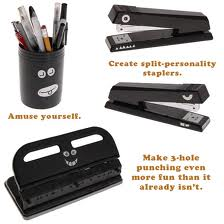 Create split-personality
staplers.
Amuse yourself.
Make 3-hole
punching even
more fun than it
already isn't.